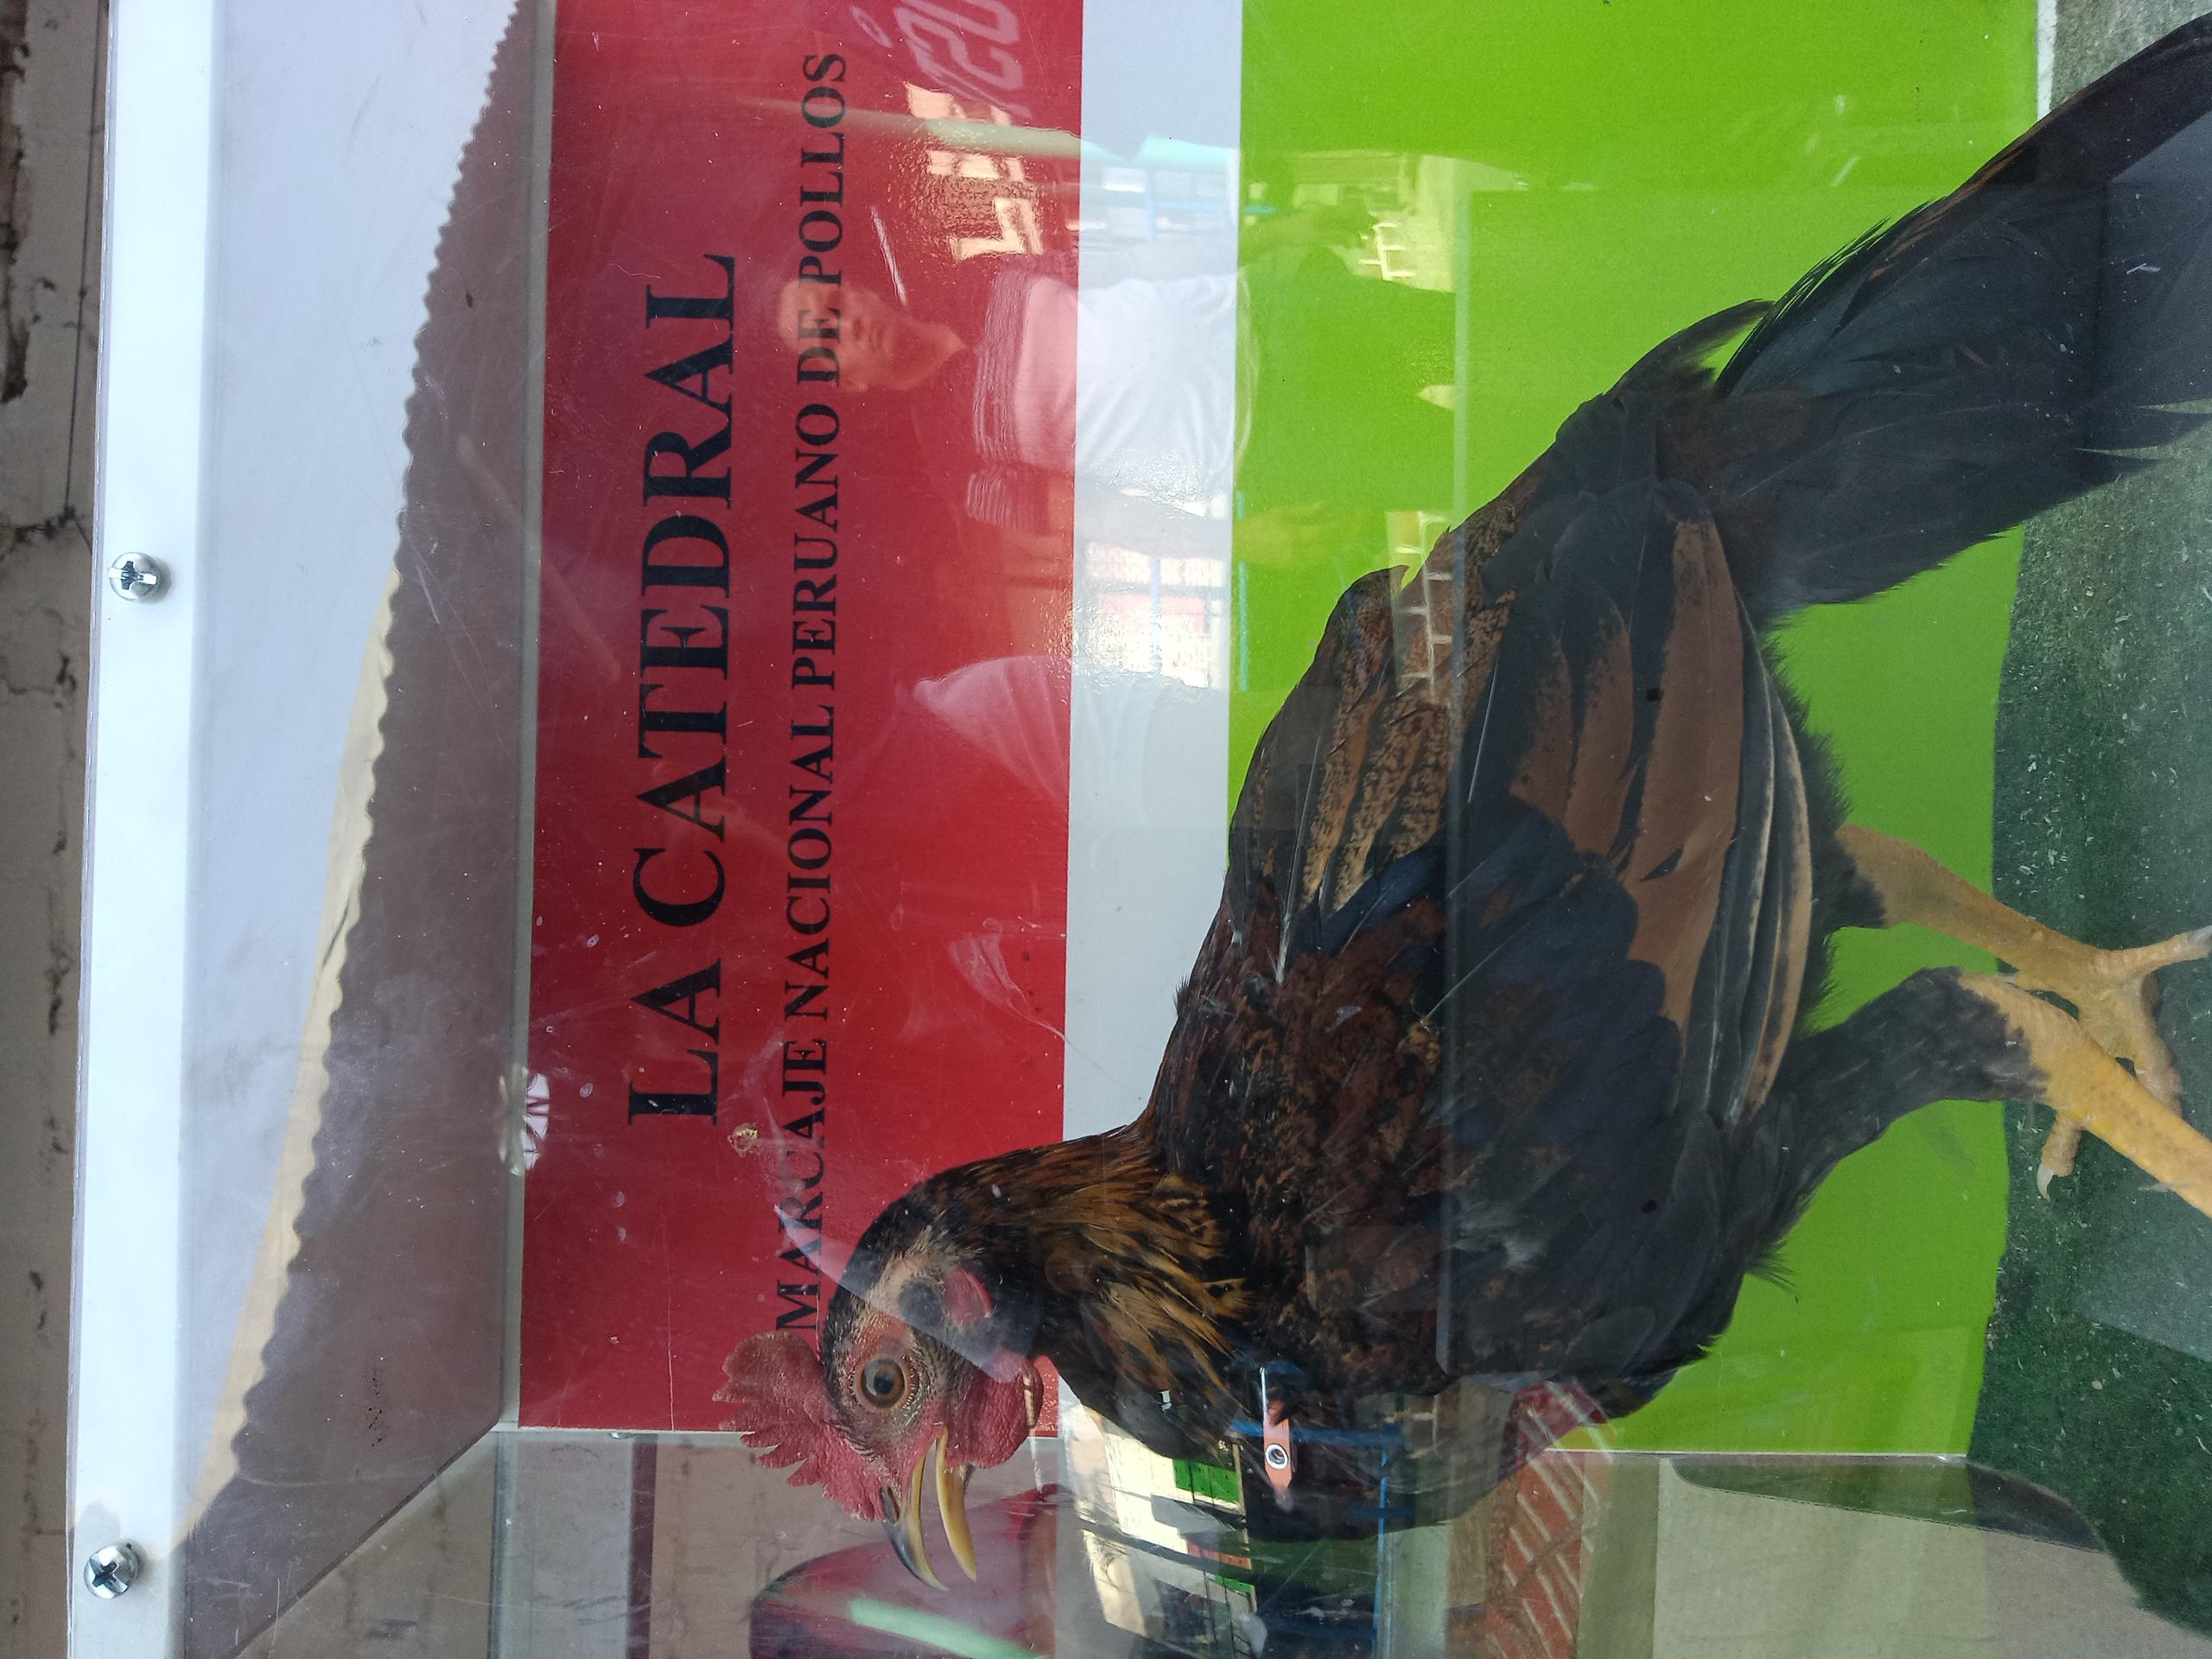 LA CATEDRAL
MARCAJE NACIONAL PERUANO DE POLLOS